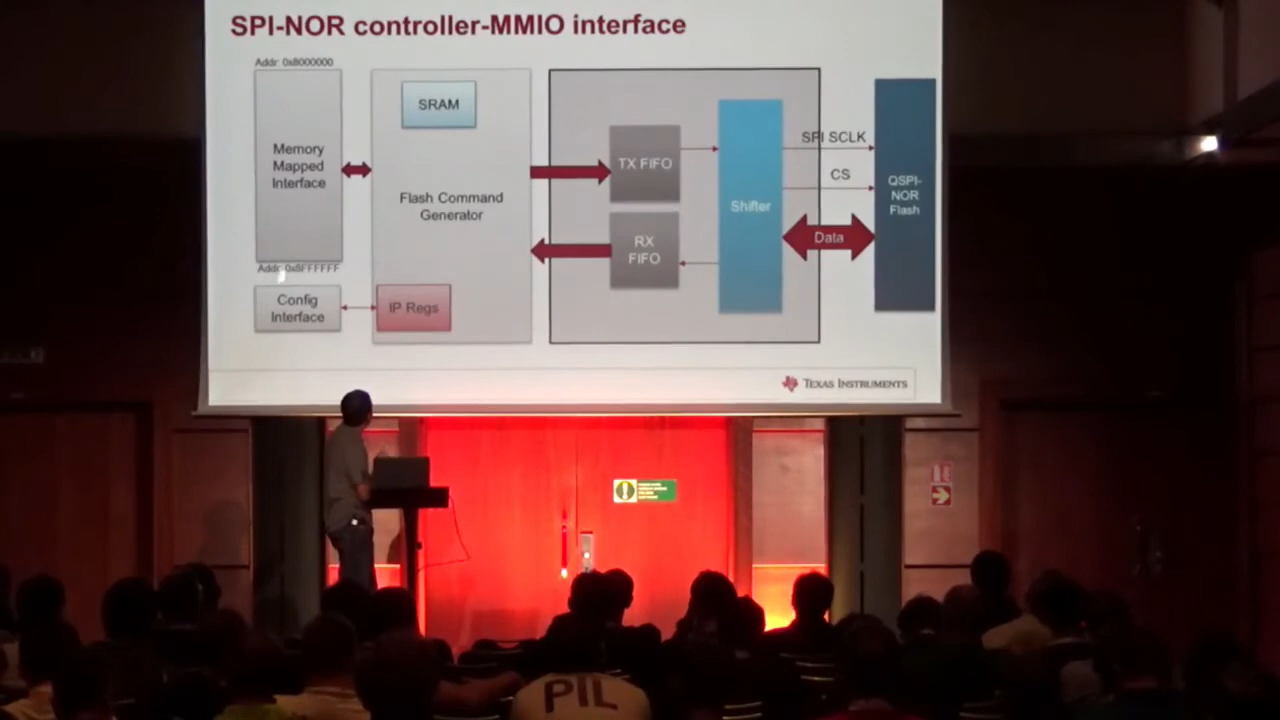 SPI-NOR controller-MMIO interface
Addr: 0x8000000
Memory
Mapped
Interface
Addr: 0x8FFFFFF
Config
Interface
SRAM
Flash Command
Generator
IP Regs
TX FIFO
RX
FIFO
Shifter
SPI SCLK
CS
Data
QSPI-
NOR
Flash
TEXAS INSTRUMENTS
PIL